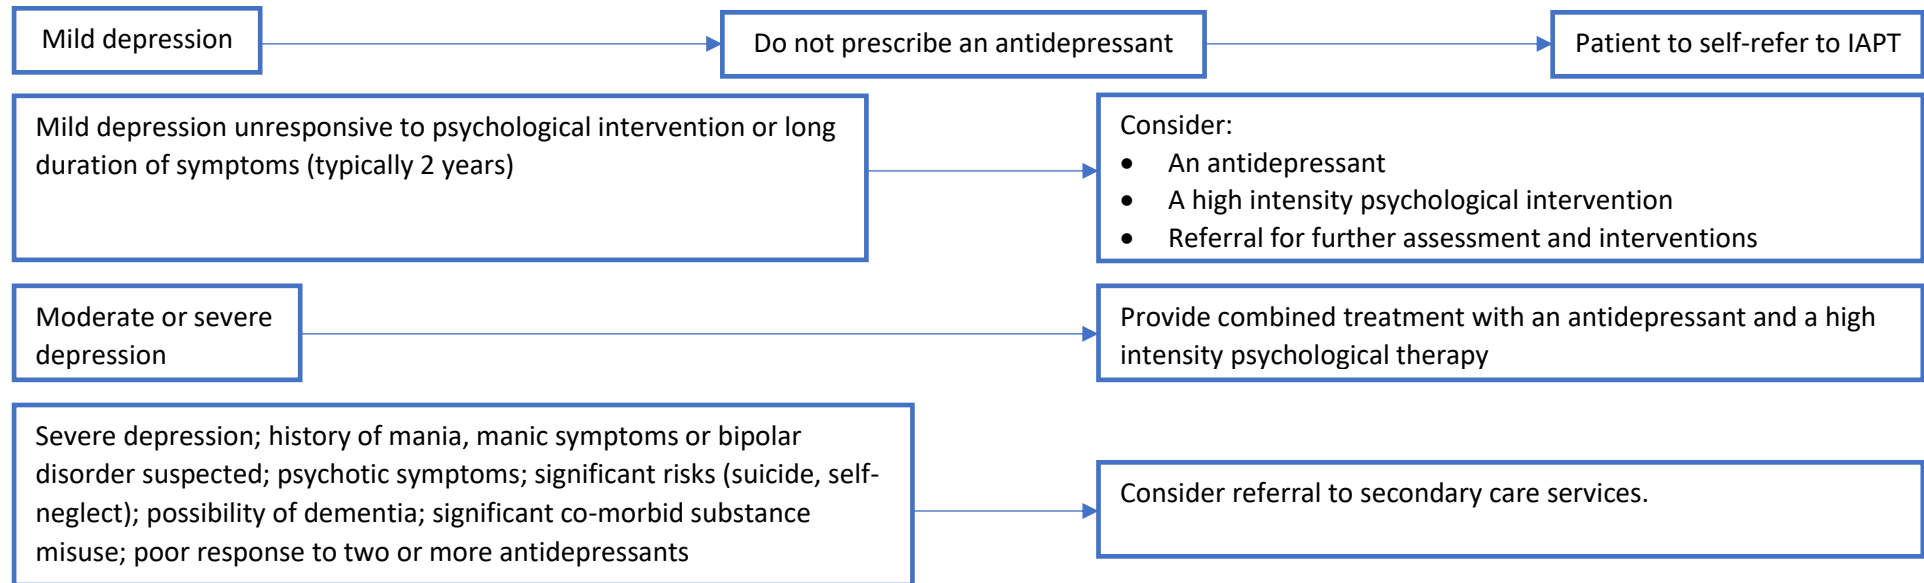 Mild depression
Do not prescribe an antidepressant
Patient to self-refer to IAPT
Mild depression unresponsive to psychological intervention or long
duration of symptoms (typically 2 years)
Consider:
• An antidepressant
• A high intensity psychological intervention
• Referral for further assessment and interventions
Moderate or severe
depression
Provide combined treatment with an antidepressant and a high
intensity psychological therapy
Severe depression; history of mania, manic symptoms or bipolar
disorder suspected; psychotic symptoms; significant risks (suicide, self-
neglect); possibility of dementia; significant co-morbid substance
misuse; poor response to two or more antidepressants
Consider referral to secondary care services.